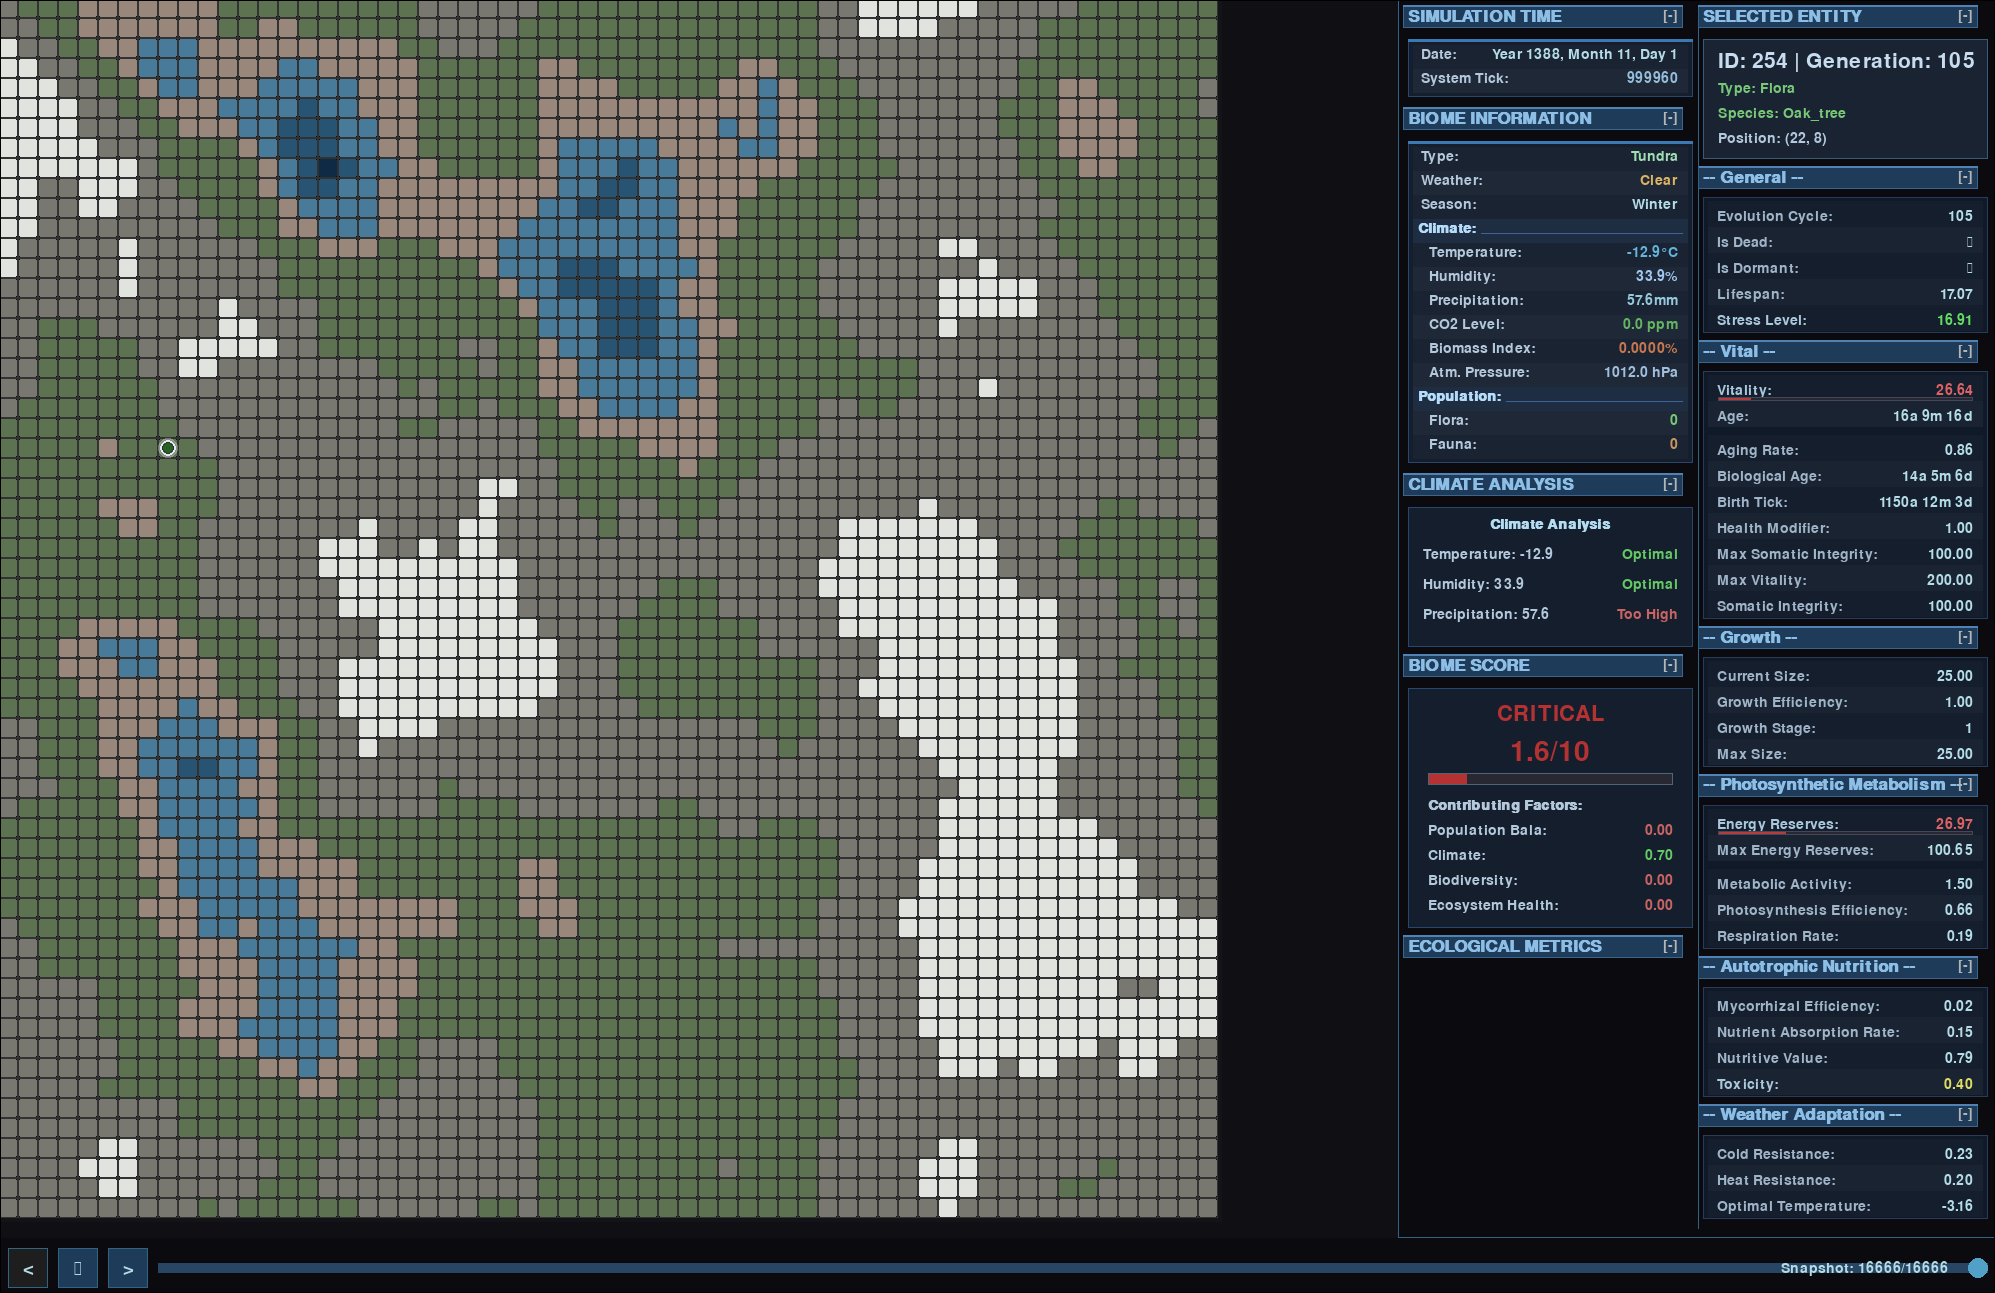 SIMULATION TIME [-]
Date: Year 1388, Month 11, Day 1
System Tick: 999960
BIOME INFORMATION [-]
Type: Tundra
Weather: Clear
Season: Winter
Climate:
Temperature: -12.9°C
Humidity: 33.9%
Precipitation: 57.6mm
CO2 Level: 0.0 ppm
Biomass Index: 0.0000%
Atm. Pressure: 1012.0 hPa
Population:
Flora: 0
Fauna: 0
CLIMATE ANALYSIS [-]
Climate Analysis
Temperature: -12.9 Optimal
Humidity: 33.9 Optimal
Precipitation: 57.6 Too High
BIOME SCORE [-]
CRITICAL
1.6/10
Contributing Factors:
Population Bala: 0.00
Climate: 0.70
Biodiversity: 0.00
Ecosystem Health: 0.00
ECOLOGICAL METRICS [-]
SELECTED ENTITY [-]
ID: 254 | Generation: 105
Type: Flora
Species: Oak_tree
Position: (22, 8)
-- General -- [-]
Evolution Cycle: 105
Is Dead:
Is Dormant:
Lifespan: 17.07
Stress Level: 16.91
-- Vital -- [-]
Vitality: 26.64
Age: 16a 9m 16d
Aging Rate: 0.86
Biological Age: 14a 5m 6d
Birth Tick: 1150a 12m 3d
Health Modifier: 1.00
Max Somatic Integrity: 100.00
Max Vitality: 200.00
Somatic Integrity: 100.00
-- Growth -- [-]
Current Size: 25.00
Growth Efficiency: 1.00
Growth Stage: 1
Max Size: 25.00
-- Photosynthetic Metabolism -- [-]
Energy Reserves: 26.97
Max Energy Reserves: 100.65
Metabolic Activity: 1.50
Photosynthesis Efficiency: 0.66
Respiration Rate: 0.19
-- Autotrophic Nutrition -- [-]
Mycorrhizal Efficiency: 0.02
Nutrient Absorption Rate: 0.15
Nutritive Value: 0.79
Toxicity: 0.40
-- Weather Adaptation -- [-]
Cold Resistance: 0.23
Heat Resistance: 0.20
Optimal Temperature: -3.16
< >
Snapshot: 16666/16666